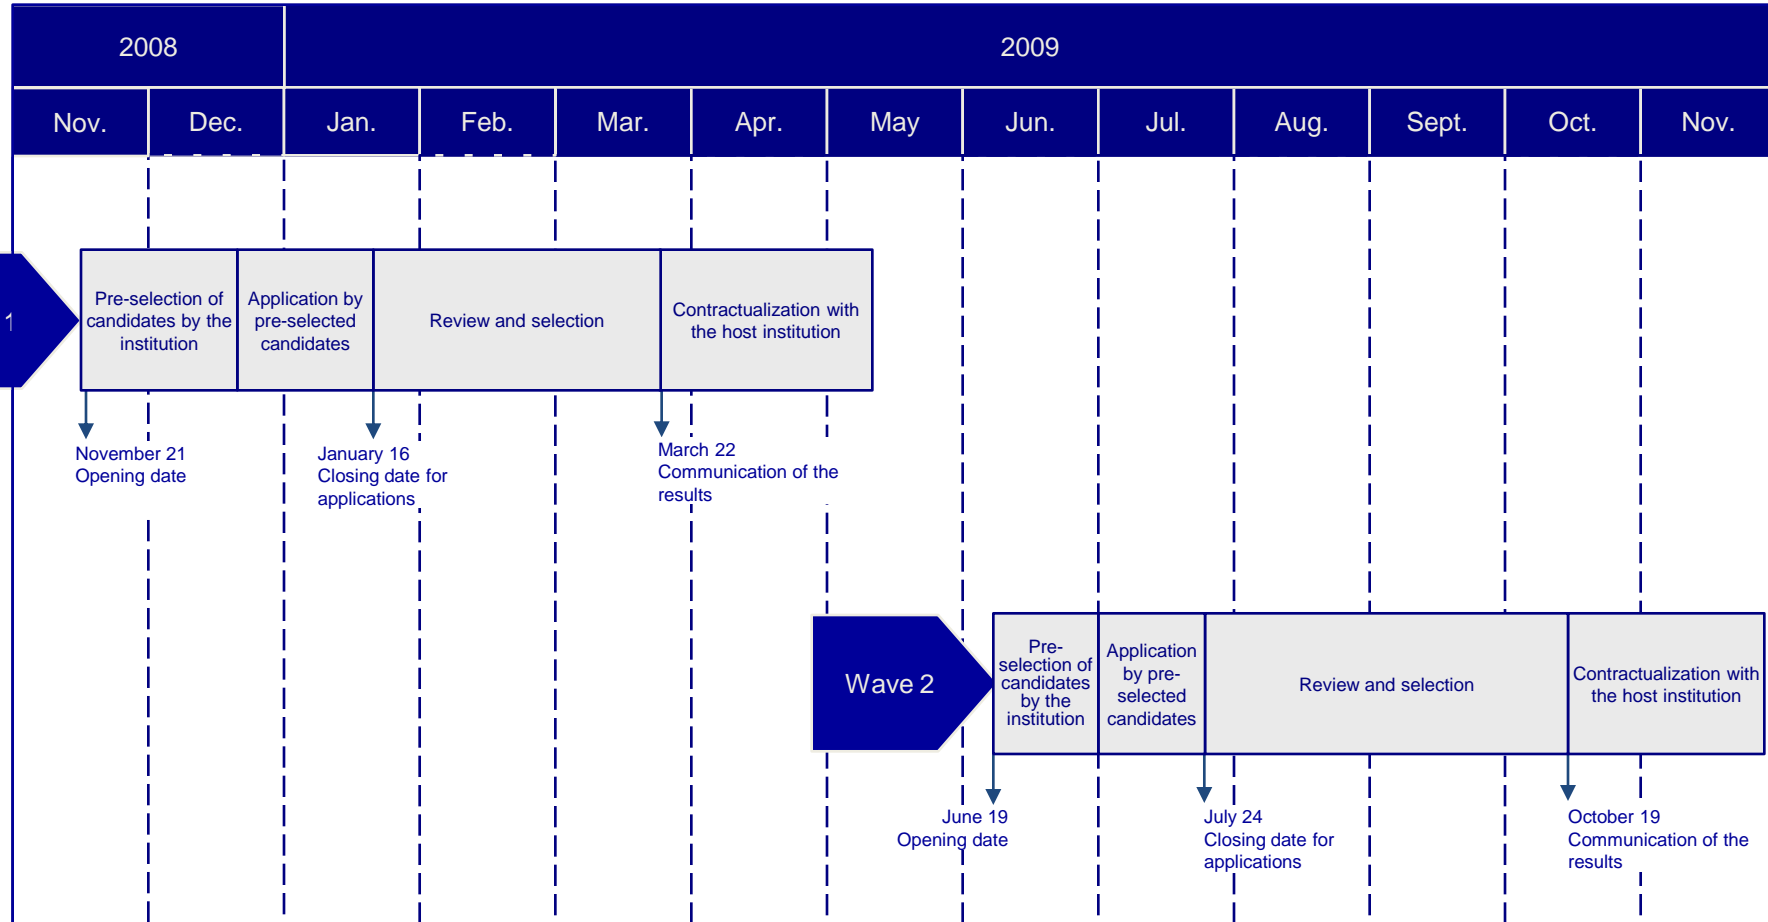 2008
2009
Nov.
Dec.
Jan.
Feb.
Mar.
Apr.
May
Jun.
Jul.
Aug.
Sept.
Oct.
Nov.
1
Pre-selection of
candidates by the
institution
Application by
pre-selected
candidates
Review and selection
Contractualization with
the host institution
November 21
Opening date
January 16
Closing date for
applications
March 22
Communication of the
results
Wave 2
Pre-
selection of
candidates
by the
institution
Application
by pre-
selected
candidates
Review and selection
Contractualization with
the host institution
June 19
Opening date
July 24
Closing date for
applications
October 19
Communication of the
results